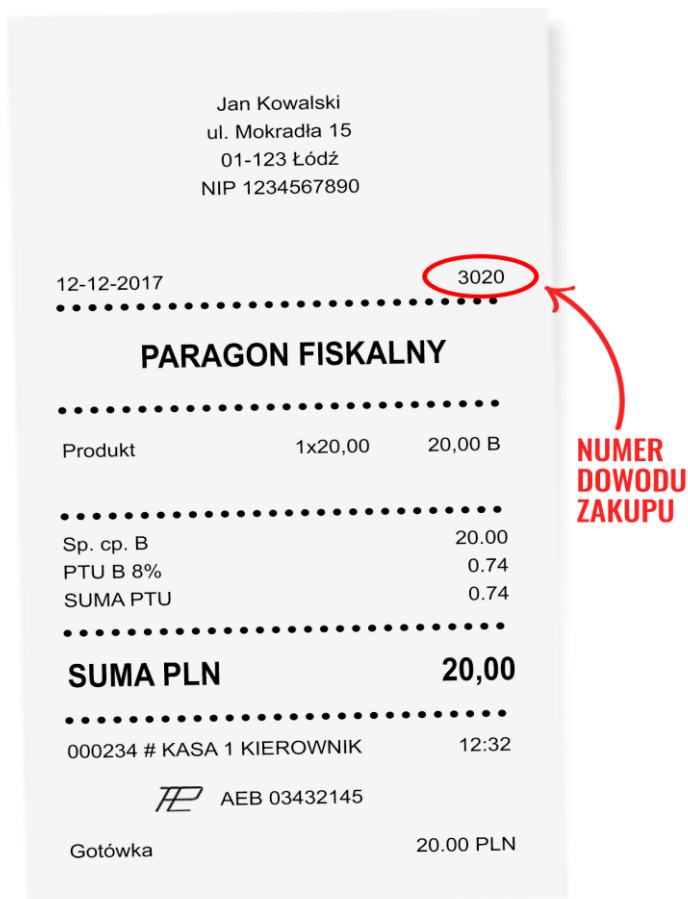 Jan Kowalski
ul. Mokradła 15
01-123 Łódź
NIP 1234567890
12-12-2017 3020
PARAGON FISKALNY
Produkt 1x20,00 20,00 B
NUMER
DOWODU
ZAKUPU
Sp. cp. B 20.00
PTU B 8% 0.74
SUMA PTU 0.74
SUMA PLN 20,00
000234 # KASA 1 KIEROWNIK 12:32
AEB 03432145
Gotówka 20.00 PLN